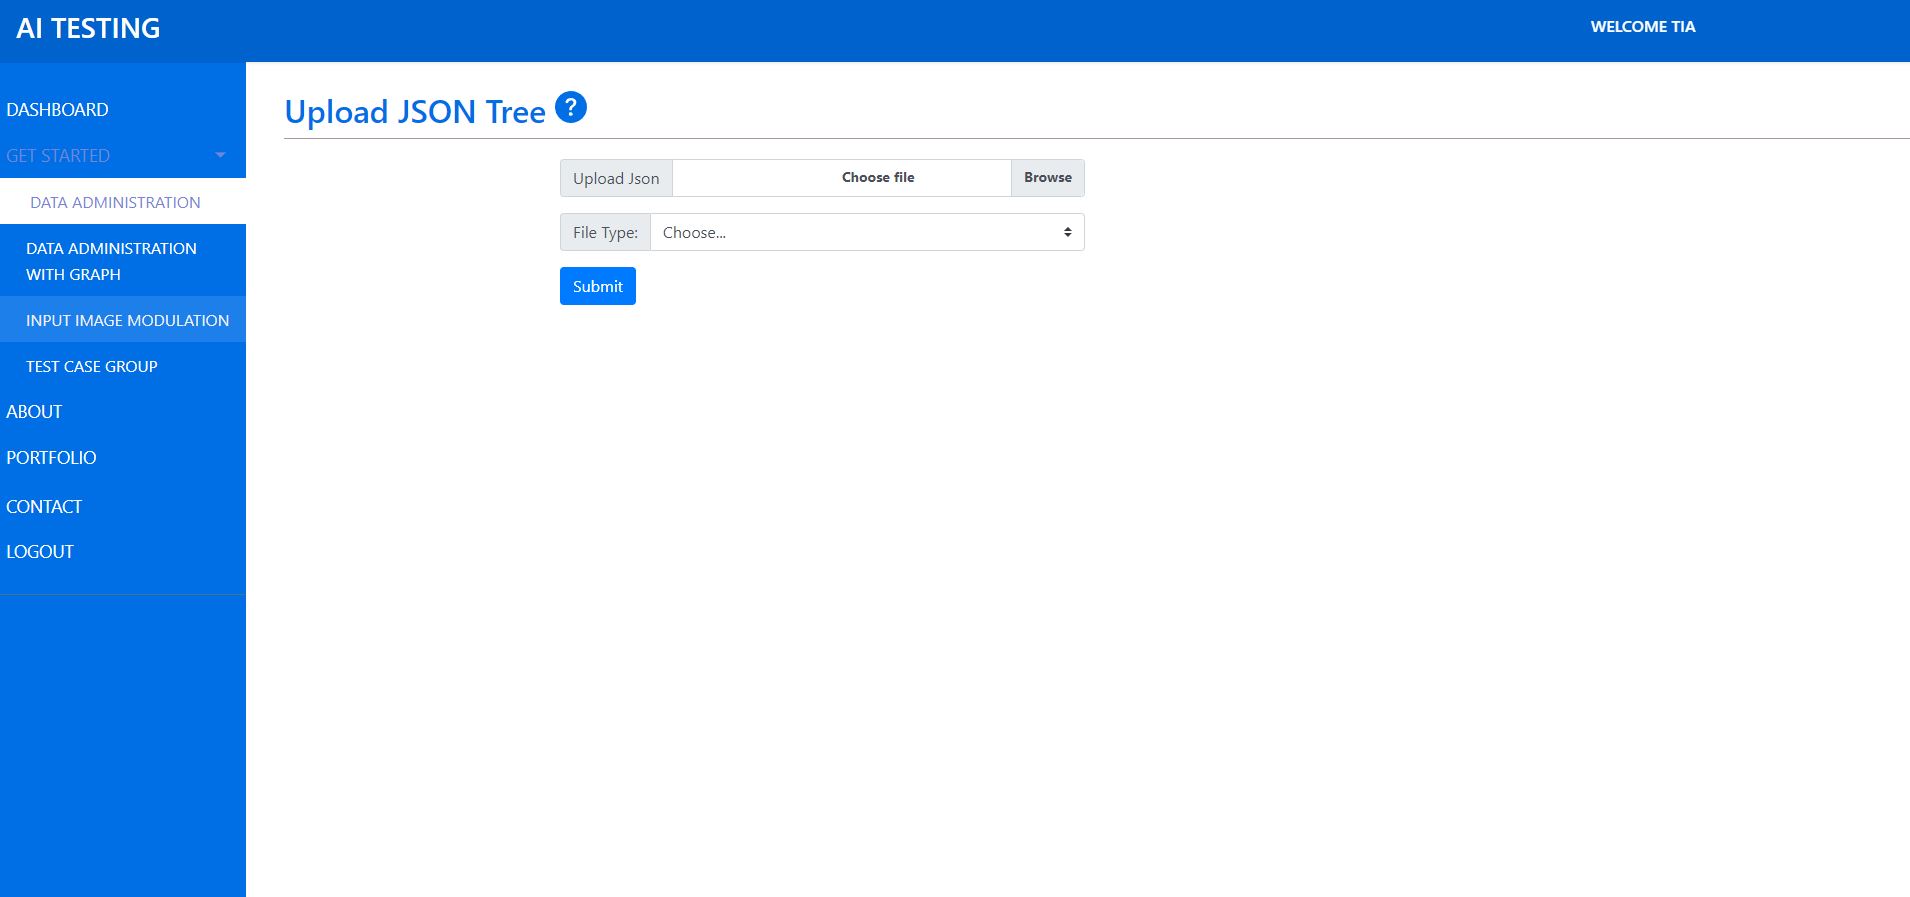 AI TESTING
WELCOME TIA
DASHBOARD
GET STARTED
DATA ADMINISTRATION
DATA ADMINISTRATION
WITH GRAPH
INPUT IMAGE MODULATION
TEST CASE GROUP
ABOUT
PORTFOLIO
CONTACT
LOGOUT
Upload JSON Tree ?
Upload Json Choose file Browse
File Type: Choose...
Submit